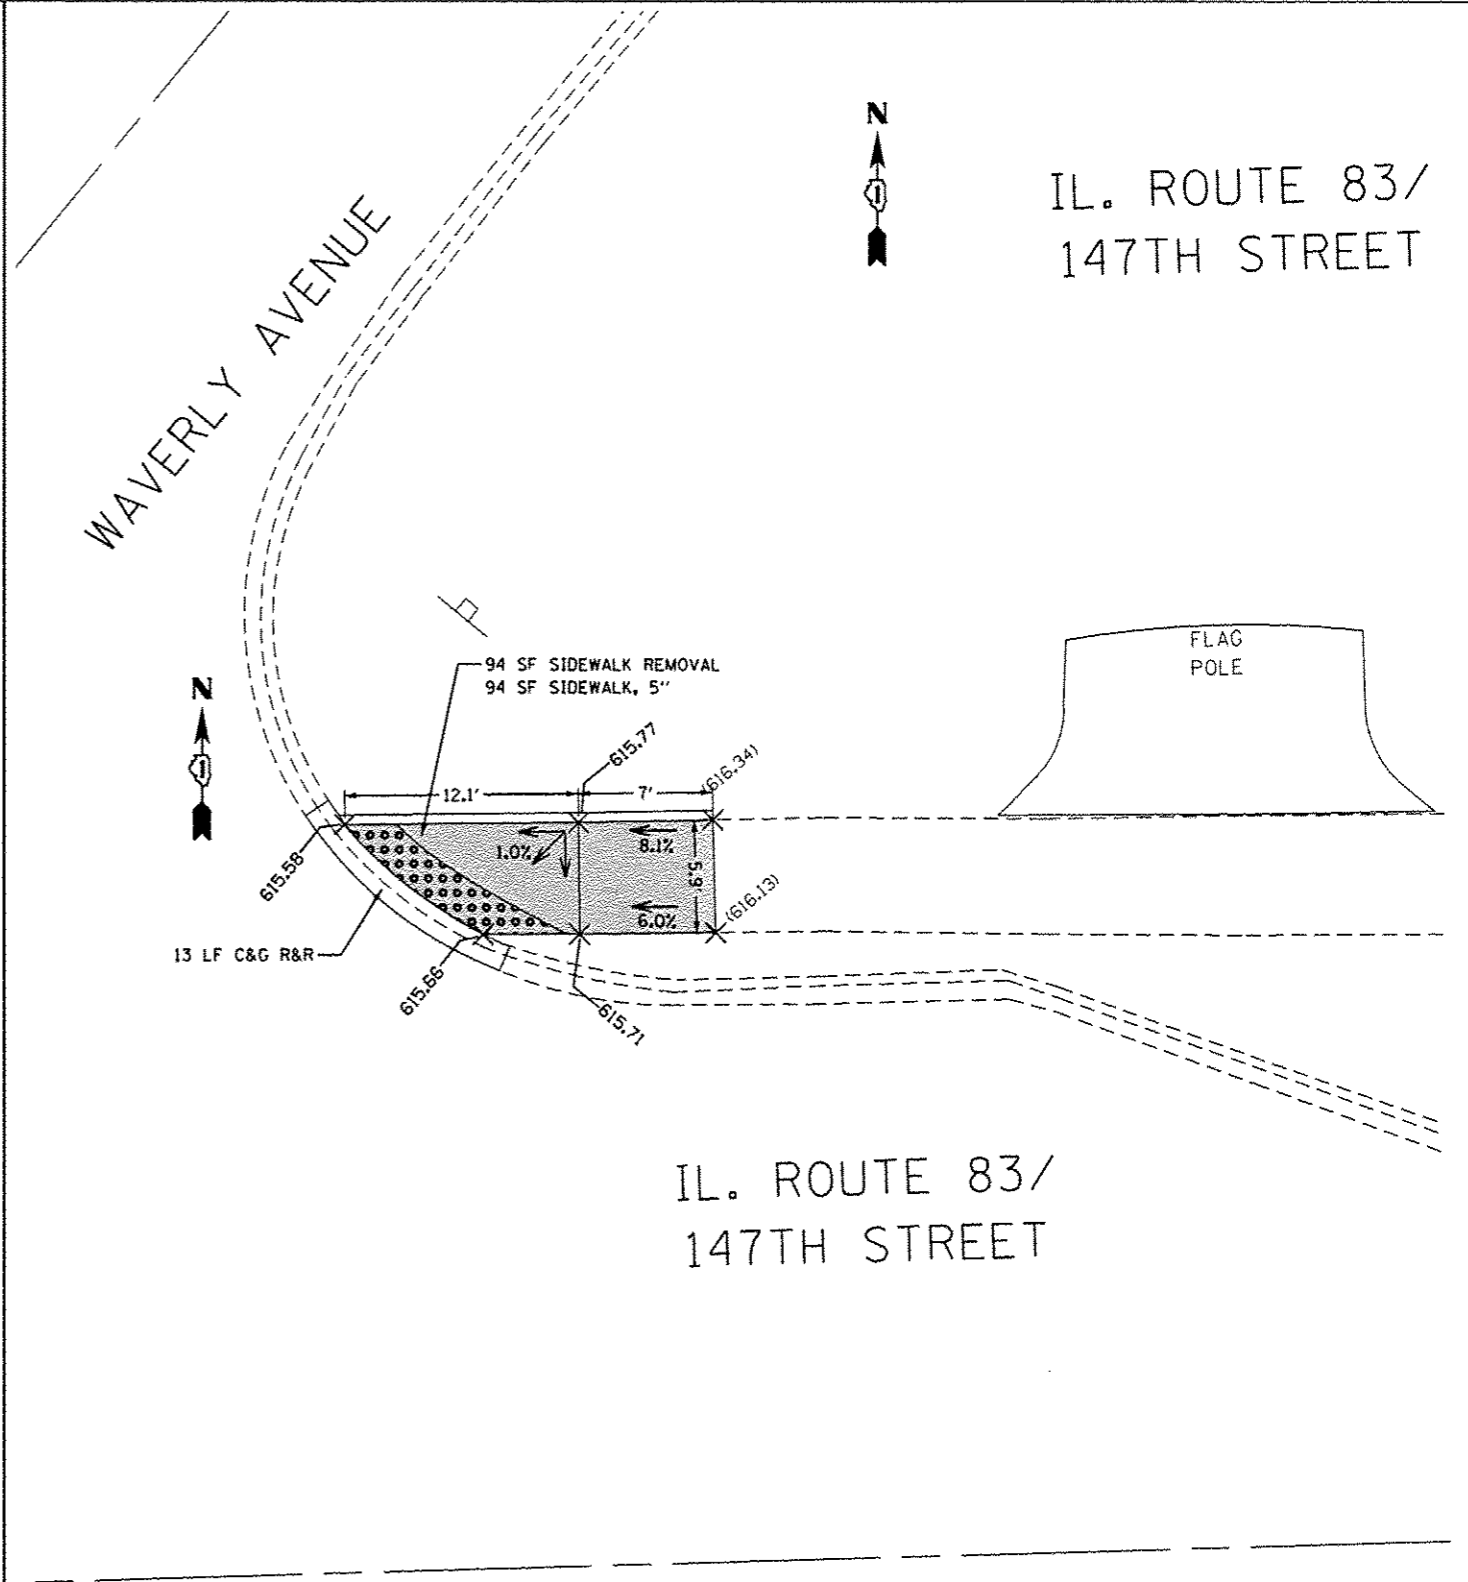 N
IL. ROUTE 83/
147TH STREET
WAVERLY AVENUE
FLAG
POLE
94 SF SIDEWALK REMOVAL
94 SF SIDEWALK, 5"
N
615.77
(616.34)
12.1'
7'
1.0%
8.1%
5.9'
615.58
6.0%
(616.13)
13 LF C&G R&R
615.66
615.71
IL. ROUTE 83/
147TH STREET